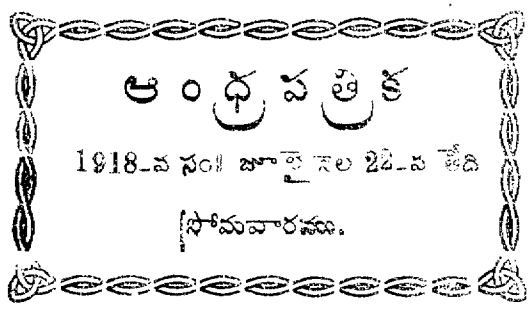 ఆంధ్రపత్రిక
1918-వ సం॥ జూలై నెల 22-వ తేది
సోమవారము.